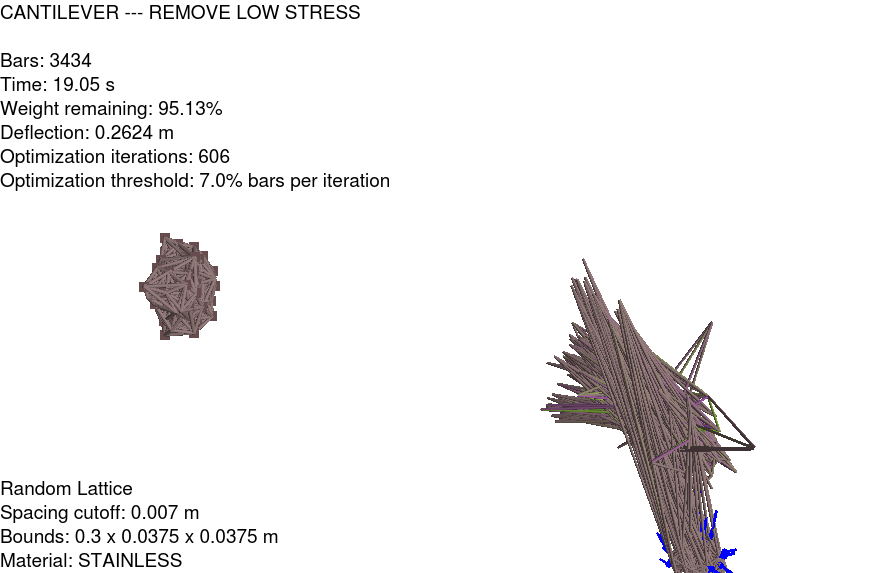 CANTILEVER --- REMOVE LOW STRESS
Bars: 3434
Time: 19.05 s
Weight remaining: 95.13%
Deflection: 0.2624 m
Optimization iterations: 606
Optimization threshold: 7.0% bars per iteration
Random Lattice
Spacing cutoff: 0.007 m
Bounds: 0.3 x 0.0375 x 0.0375 m
Material: STAINLESS